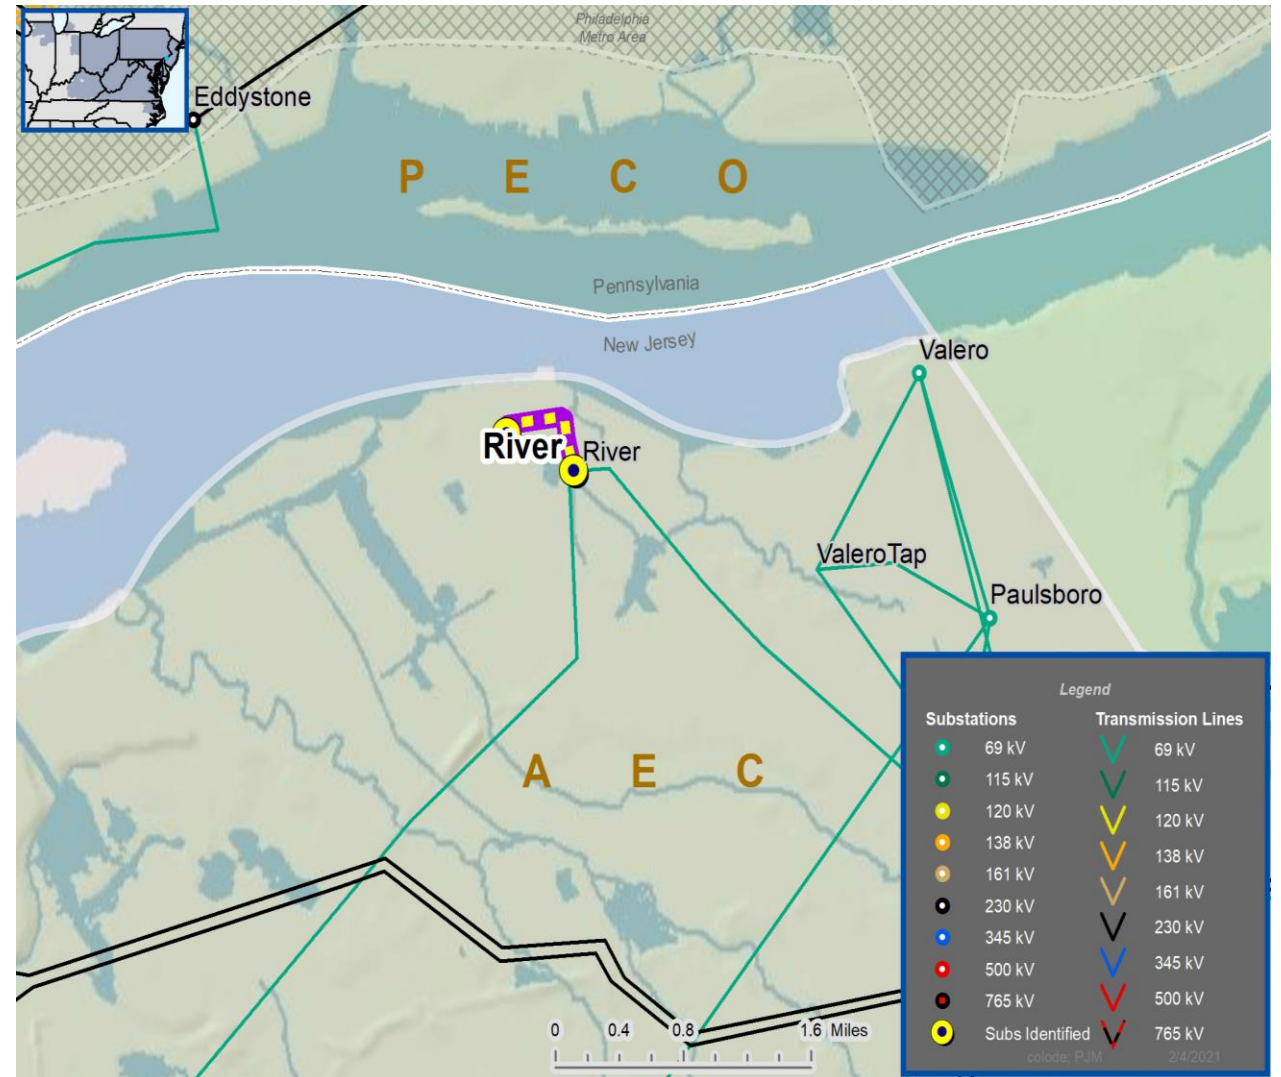 Philadelphia
Metro Area
Eddystone
P E C O
Pennsylvania
New Jersey
Valero
River
River
ValeroTap
Paulsboro
A E C
0 0.4 0.8 1.6 Miles
Legend
Substations Transmission Lines
69 kV 69 kV
115 kV 115 kV
120 kV 120 kV
138 kV 138 kV
161 kV 161 kV
230 kV 230 kV
345 kV 345 kV
500 kV 500 kV
765 kV 765 kV
Subs Identified
colode; PJM 2/4/2021